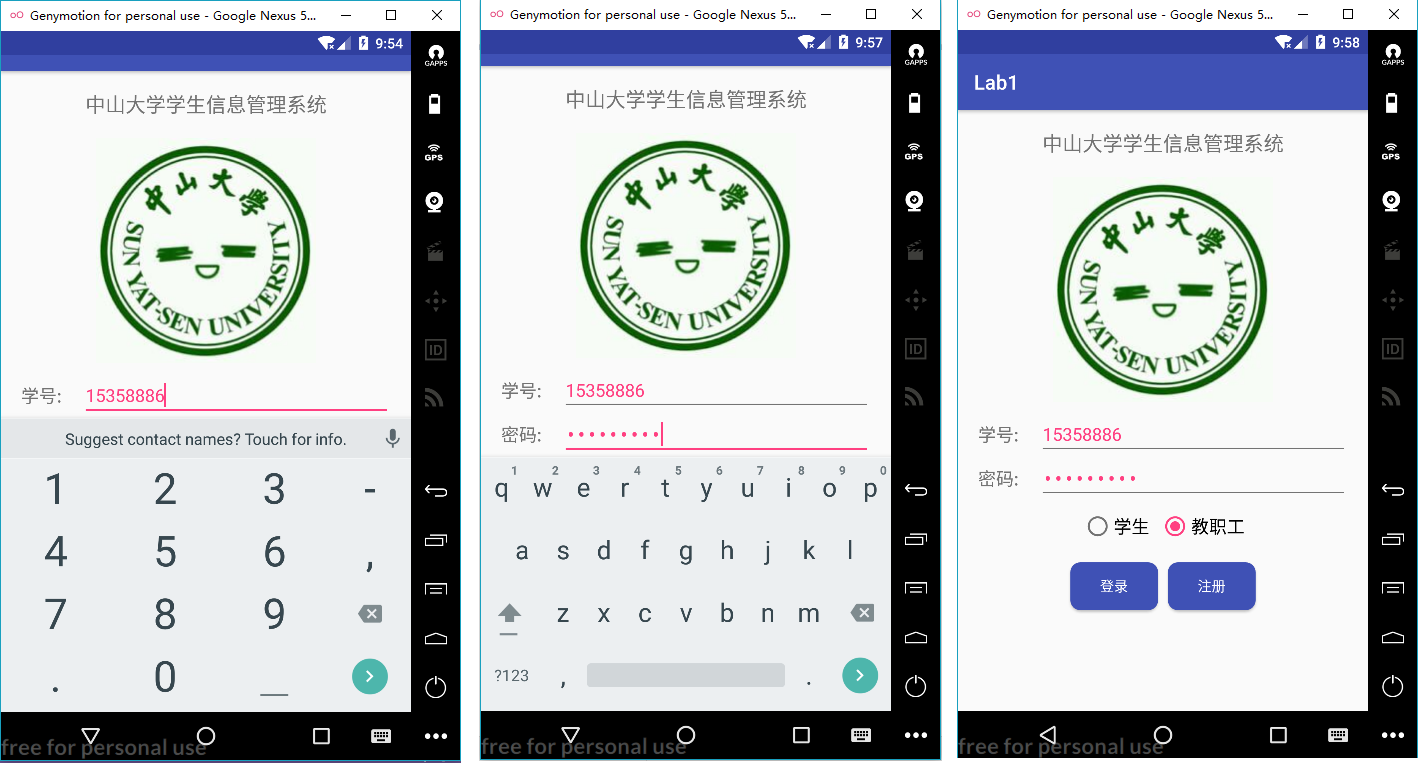 Genymotion for personal use - Google Nexus 5...
9:54
GAPPS
中山大学学生信息管理系统
GPS
中山大學
SUN YAT-SEN UNIVERSITY
ID
学号:
15358886
Suggest contact names? Touch for info.
1 2 3 -
4 5 6 ,
7 8 9
. 0 _
free for personal use
Genymotion for personal use - Google Nexus 5...
9:57
GAPPS
中山大学学生信息管理系统
GPS
中山大學
SUN YAT-SEN UNIVERSITY
ID
学号:
15358886
密码:
•••••••••
1 2 3 4 5 6 7 8 9 0
q w e r t y u i o p
a s d f g h j k l
z x c v b n m
?123 , .
free for personal use
Genymotion for personal use - Google Nexus 5...
9:58
GAPPS
Lab1
中山大学学生信息管理系统
GPS
中山大學
SUN YAT-SEN UNIVERSITY
ID
学号:
15358886
密码:
•••••••••
学生 教职工
登录 注册
free for personal use